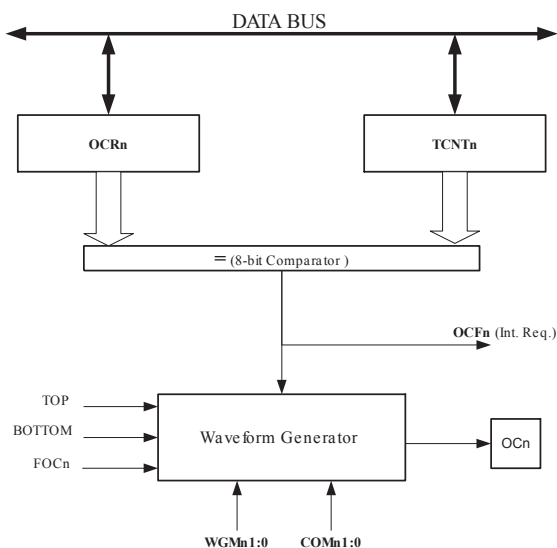 DATA BUS
OCRn
TCNTn
= (8-bit Comparator )
OCFn (Int. Req.)
TOP
BOTTOM
FOCn
Waveform Generator
OCn
WGMn1:0
COMn1:0